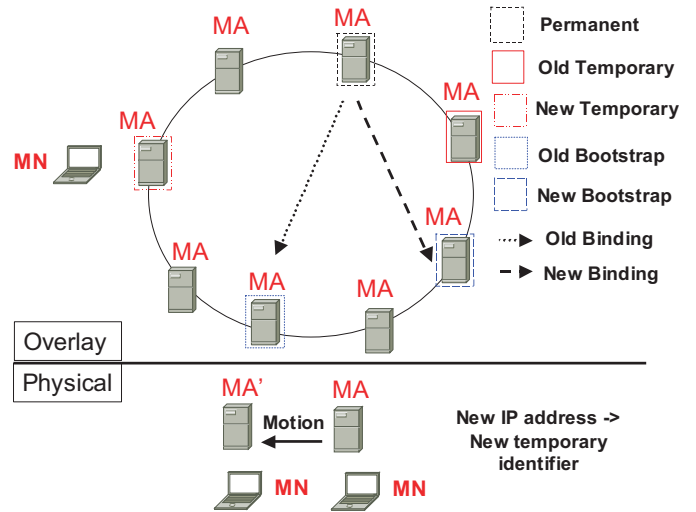 MA
MA
MA
MA
MN
MA
MA
MA
MA
Permanent
Old Temporary
New Temporary
Old Bootstrap
New Bootstrap
Old Binding
New Binding
Overlay
Physical
MA'
Motion
MA
MN
MN
New IP address ->
New temporary
identifier